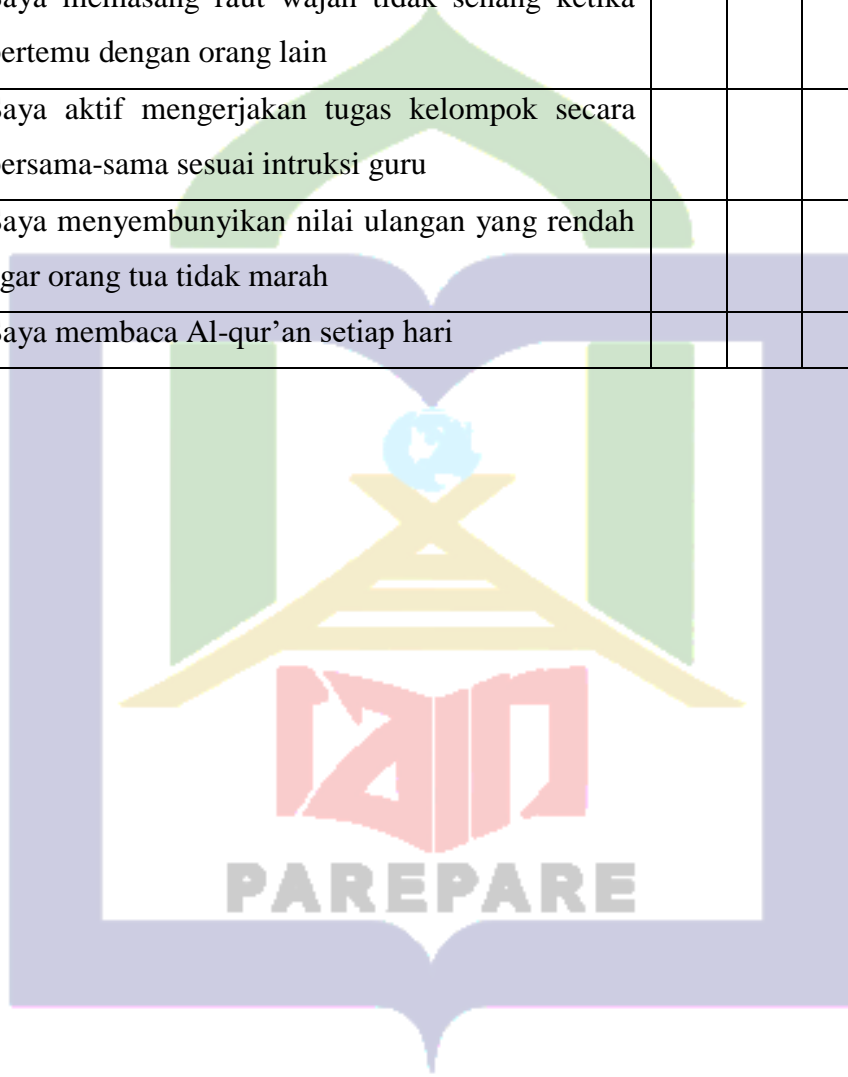 Saya memasang raut wajah tidak senang ketika
bertemu dengan orang lain
Saya aktif mengerjakan tugas kelompok secara
bersama-sama sesuai intruksi guru
Saya menyembunyikan nilai ulangan yang rendah
agar orang tua tidak marah
Saya membaca Al-qur’an setiap hari
iain
PAREPARE